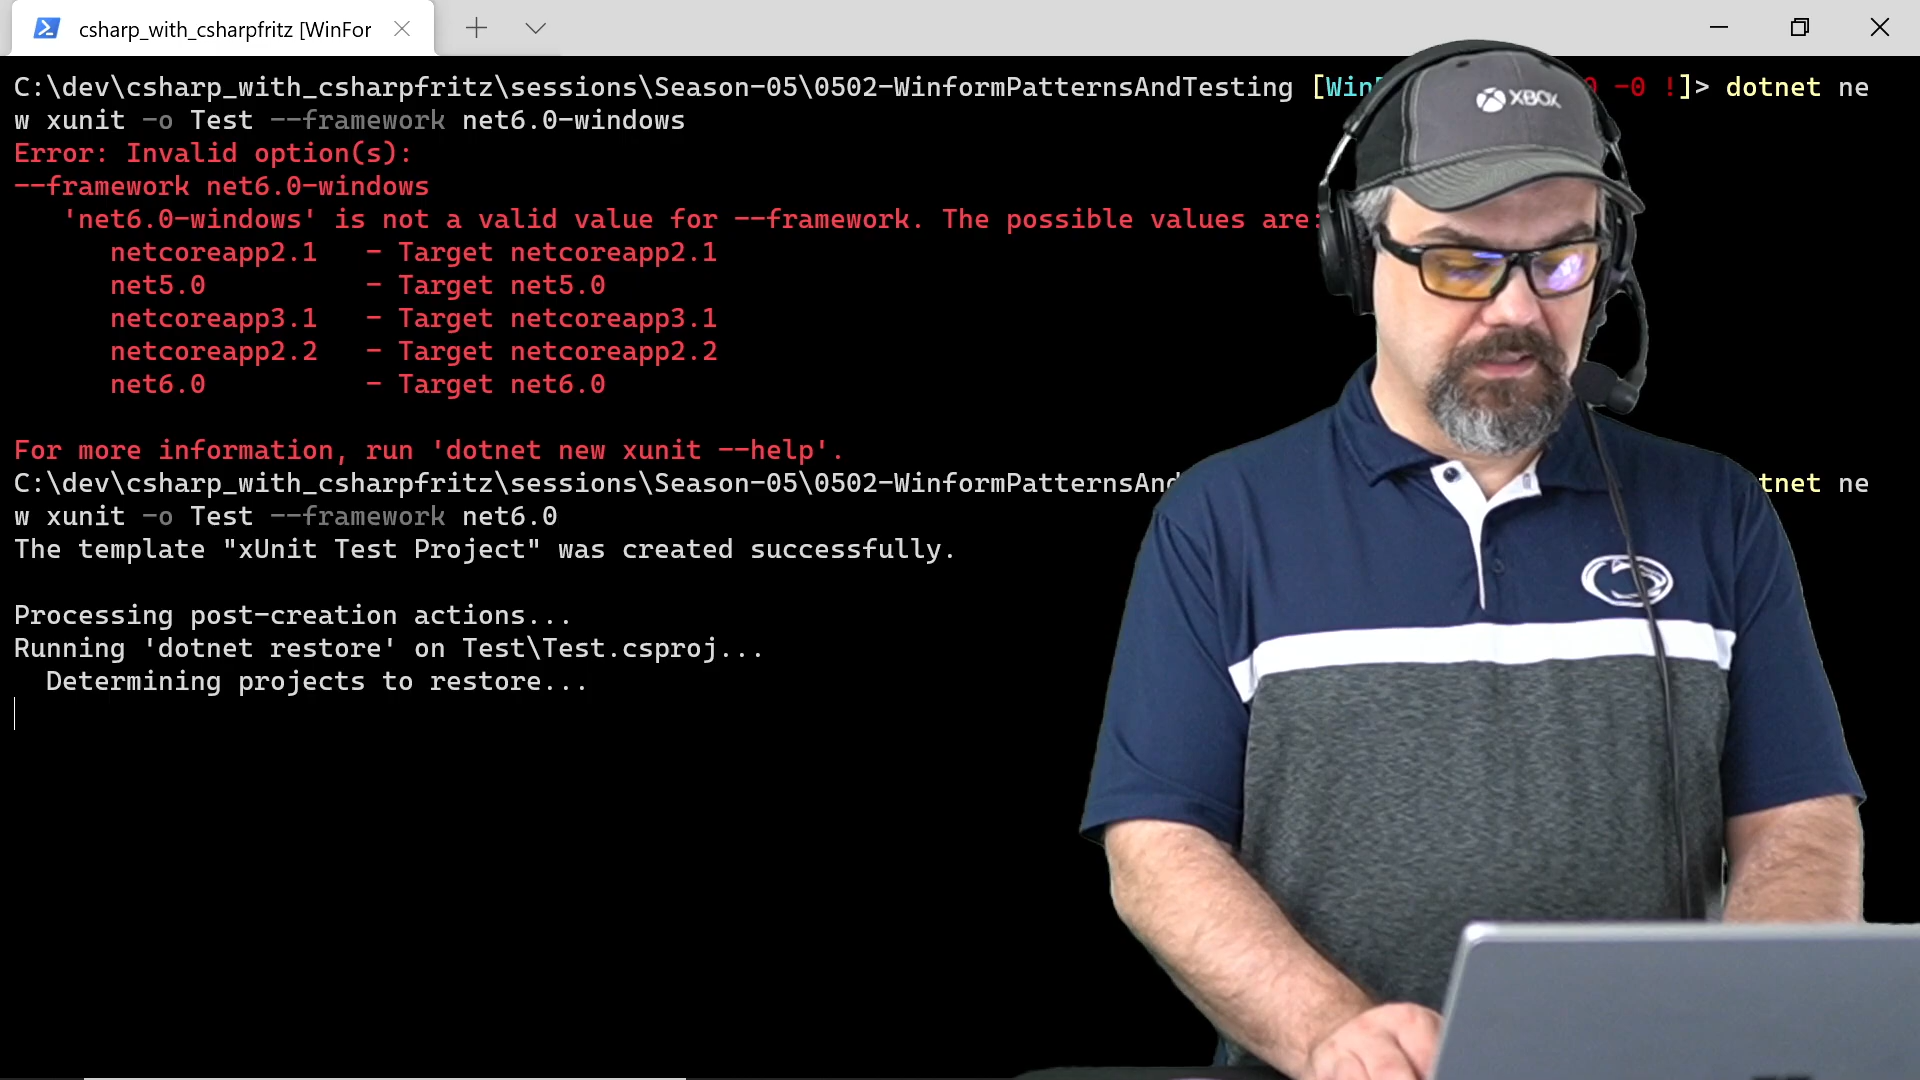 csharp_with_csharpfritz [WinFor
C:\dev\csharp_with_csharpfritz\sessions\Season-05\0502-WinformPatternsAndTesting [Win -0 !]> dotnet ne
XBOX
w xunit -o Test --framework net6.0-windows
Error: Invalid option(s):
--framework net6.0-windows
'net6.0-windows' is not a valid value for --framework. The possible values are:
netcoreapp2.1 - Target netcoreapp2.1
net5.0 - Target net5.0
netcoreapp3.1 - Target netcoreapp3.1
netcoreapp2.2 - Target netcoreapp2.2
net6.0 - Target net6.0
For more information, run 'dotnet new xunit --help'.
C:\dev\csharp_with_csharpfritz\sessions\Season-05\0502-WinformPatternsAnd tnet ne
w xunit -o Test --framework net6.0
The template "xUnit Test Project" was created successfully.
Processing post-creation actions...
Running 'dotnet restore' on Test\Test.csproj...
Determining projects to restore...